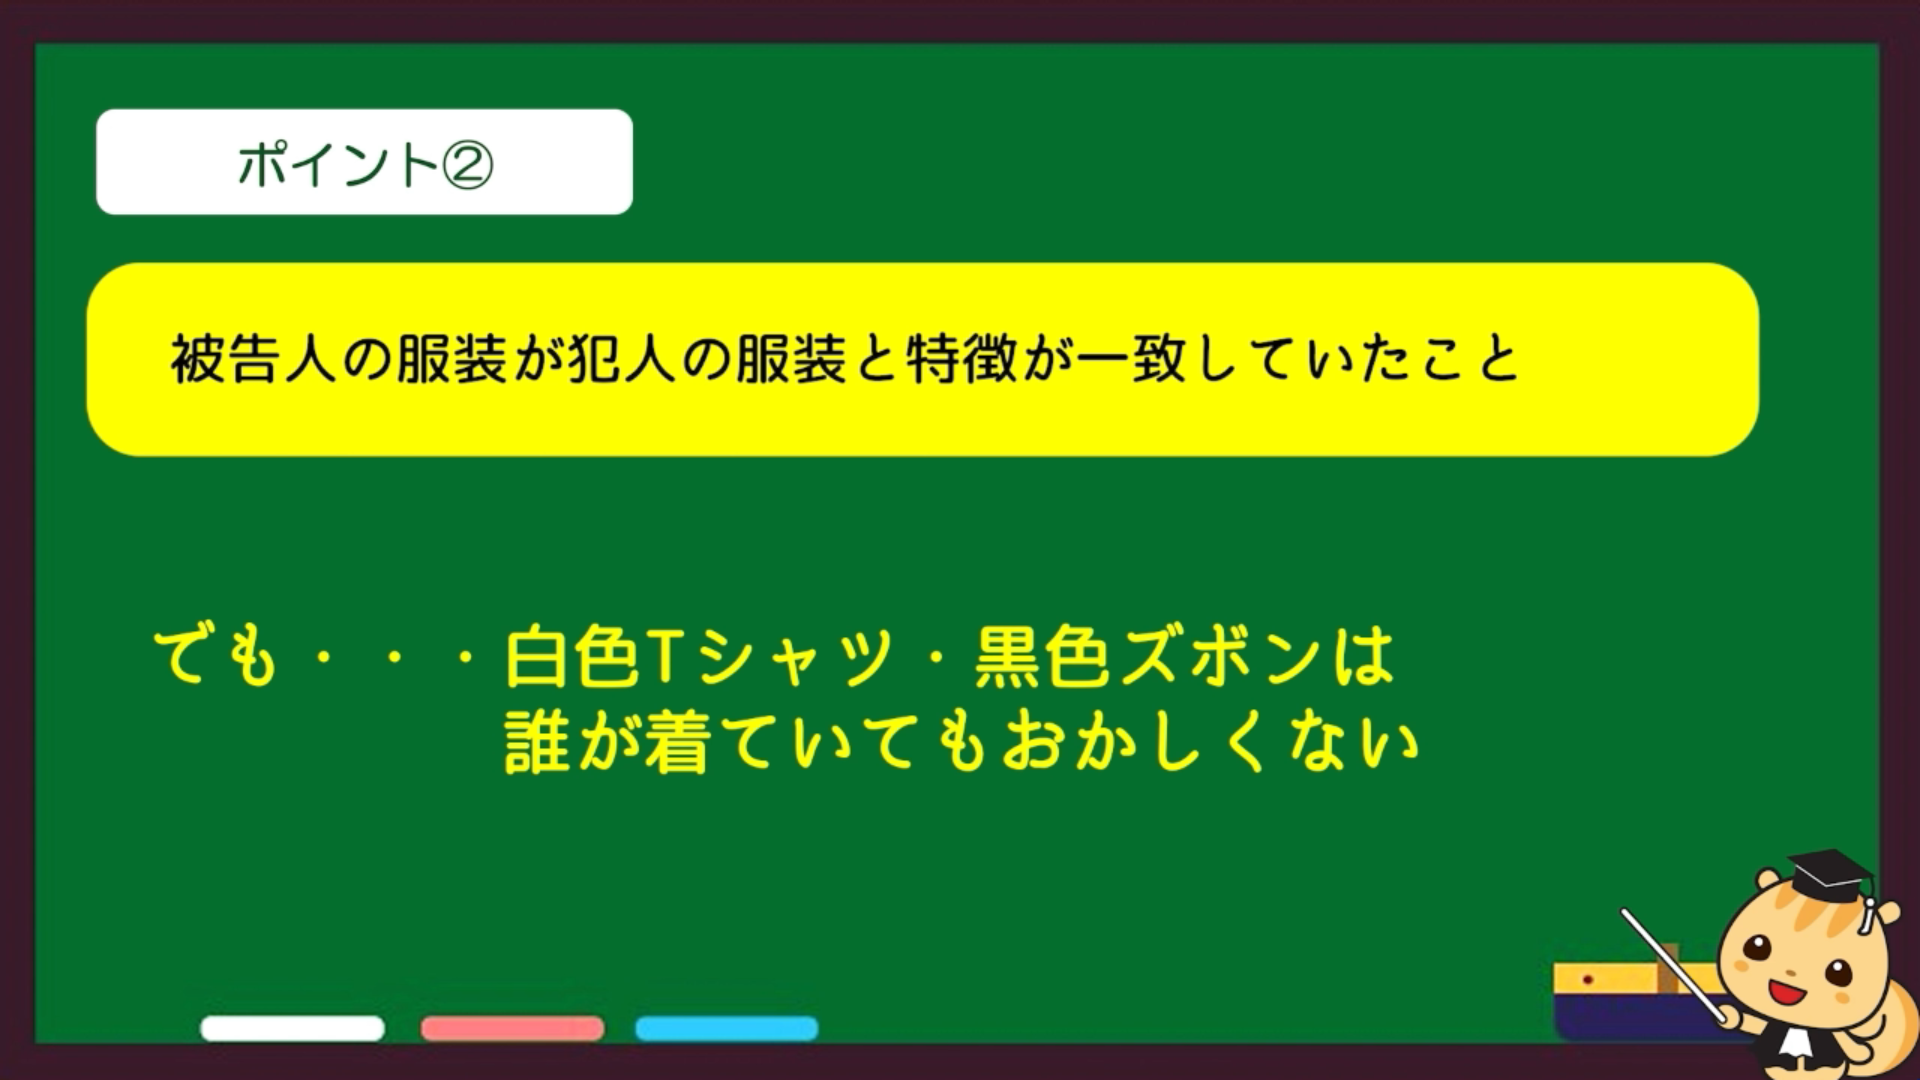 ポイント②
被告人の服装が犯人の服装と特徴が一致していたこと
でも・・・白色Tシャツ・黒色ズボンは
誰が着ていてもおかしくない